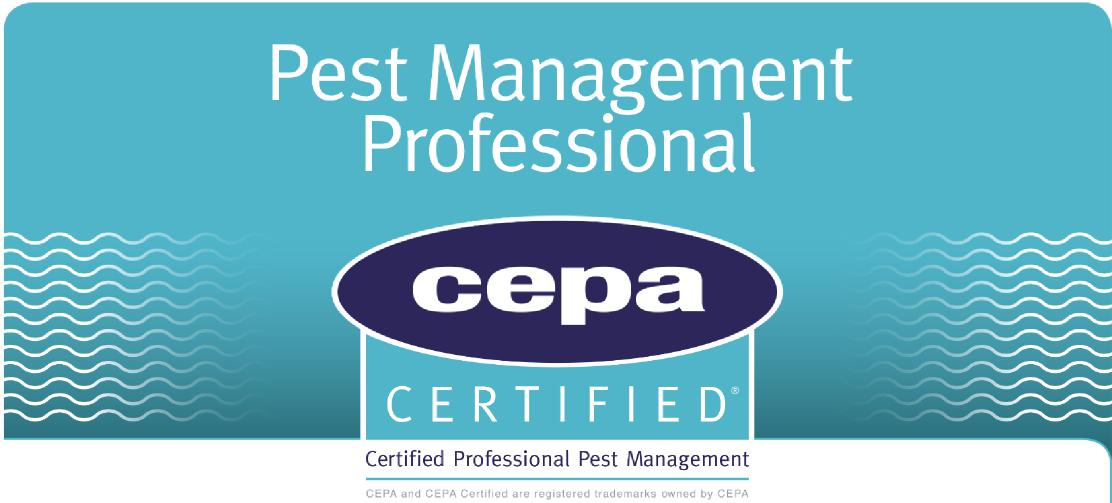 Pest Management
Professional
cepa
CERTIFIED®
Certified Professional Pest Management
CEPA and CEPA Certified are registered trademarks owned by CEPA